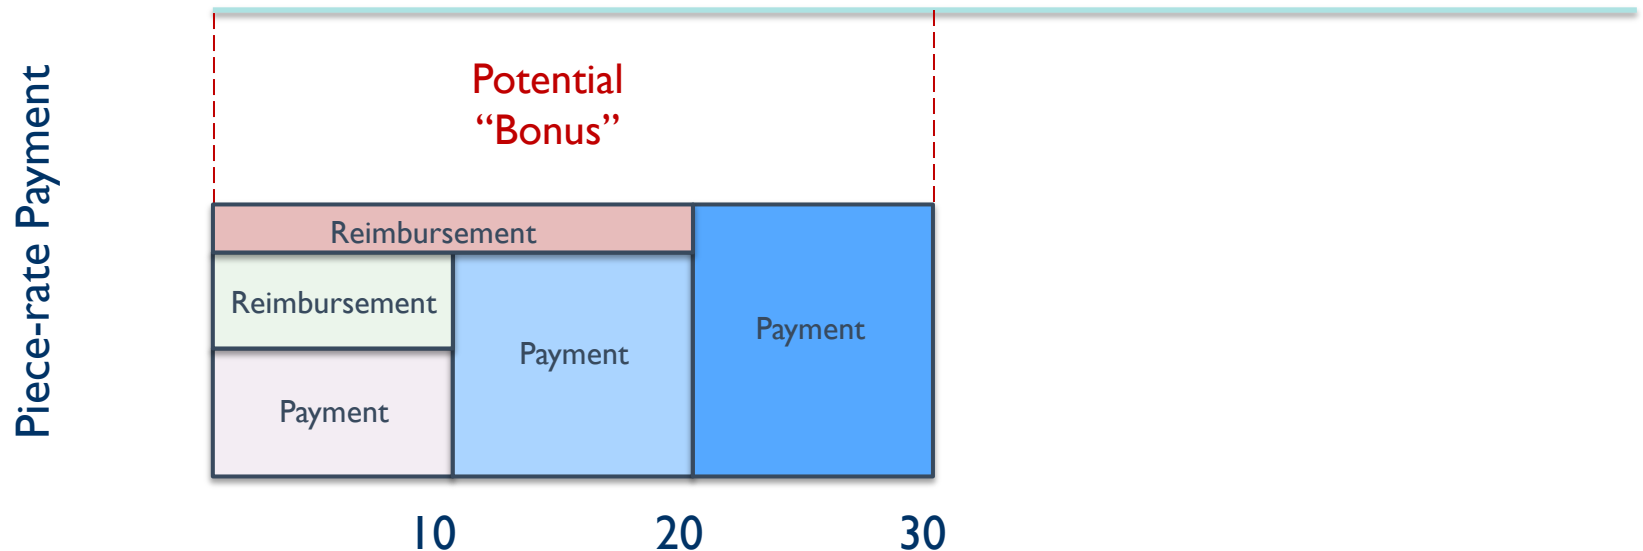 Piece-rate Payment
Potential
“Bonus”
Reimbursement
Reimbursement
Payment
Payment
Payment
10
20
30